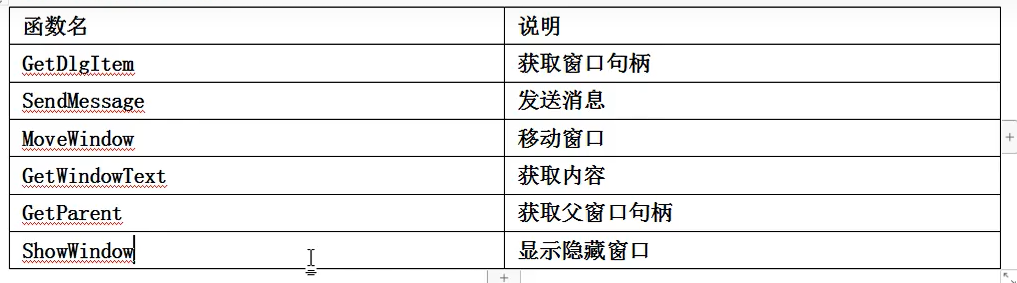 函数名 说明
GetDlgItem 获取窗口句柄
SendMessage 发送消息
MoveWindow 移动窗口
GetWindowText 获取内容
GetParent 获取父窗口句柄
ShowWindow 显示隐藏窗口